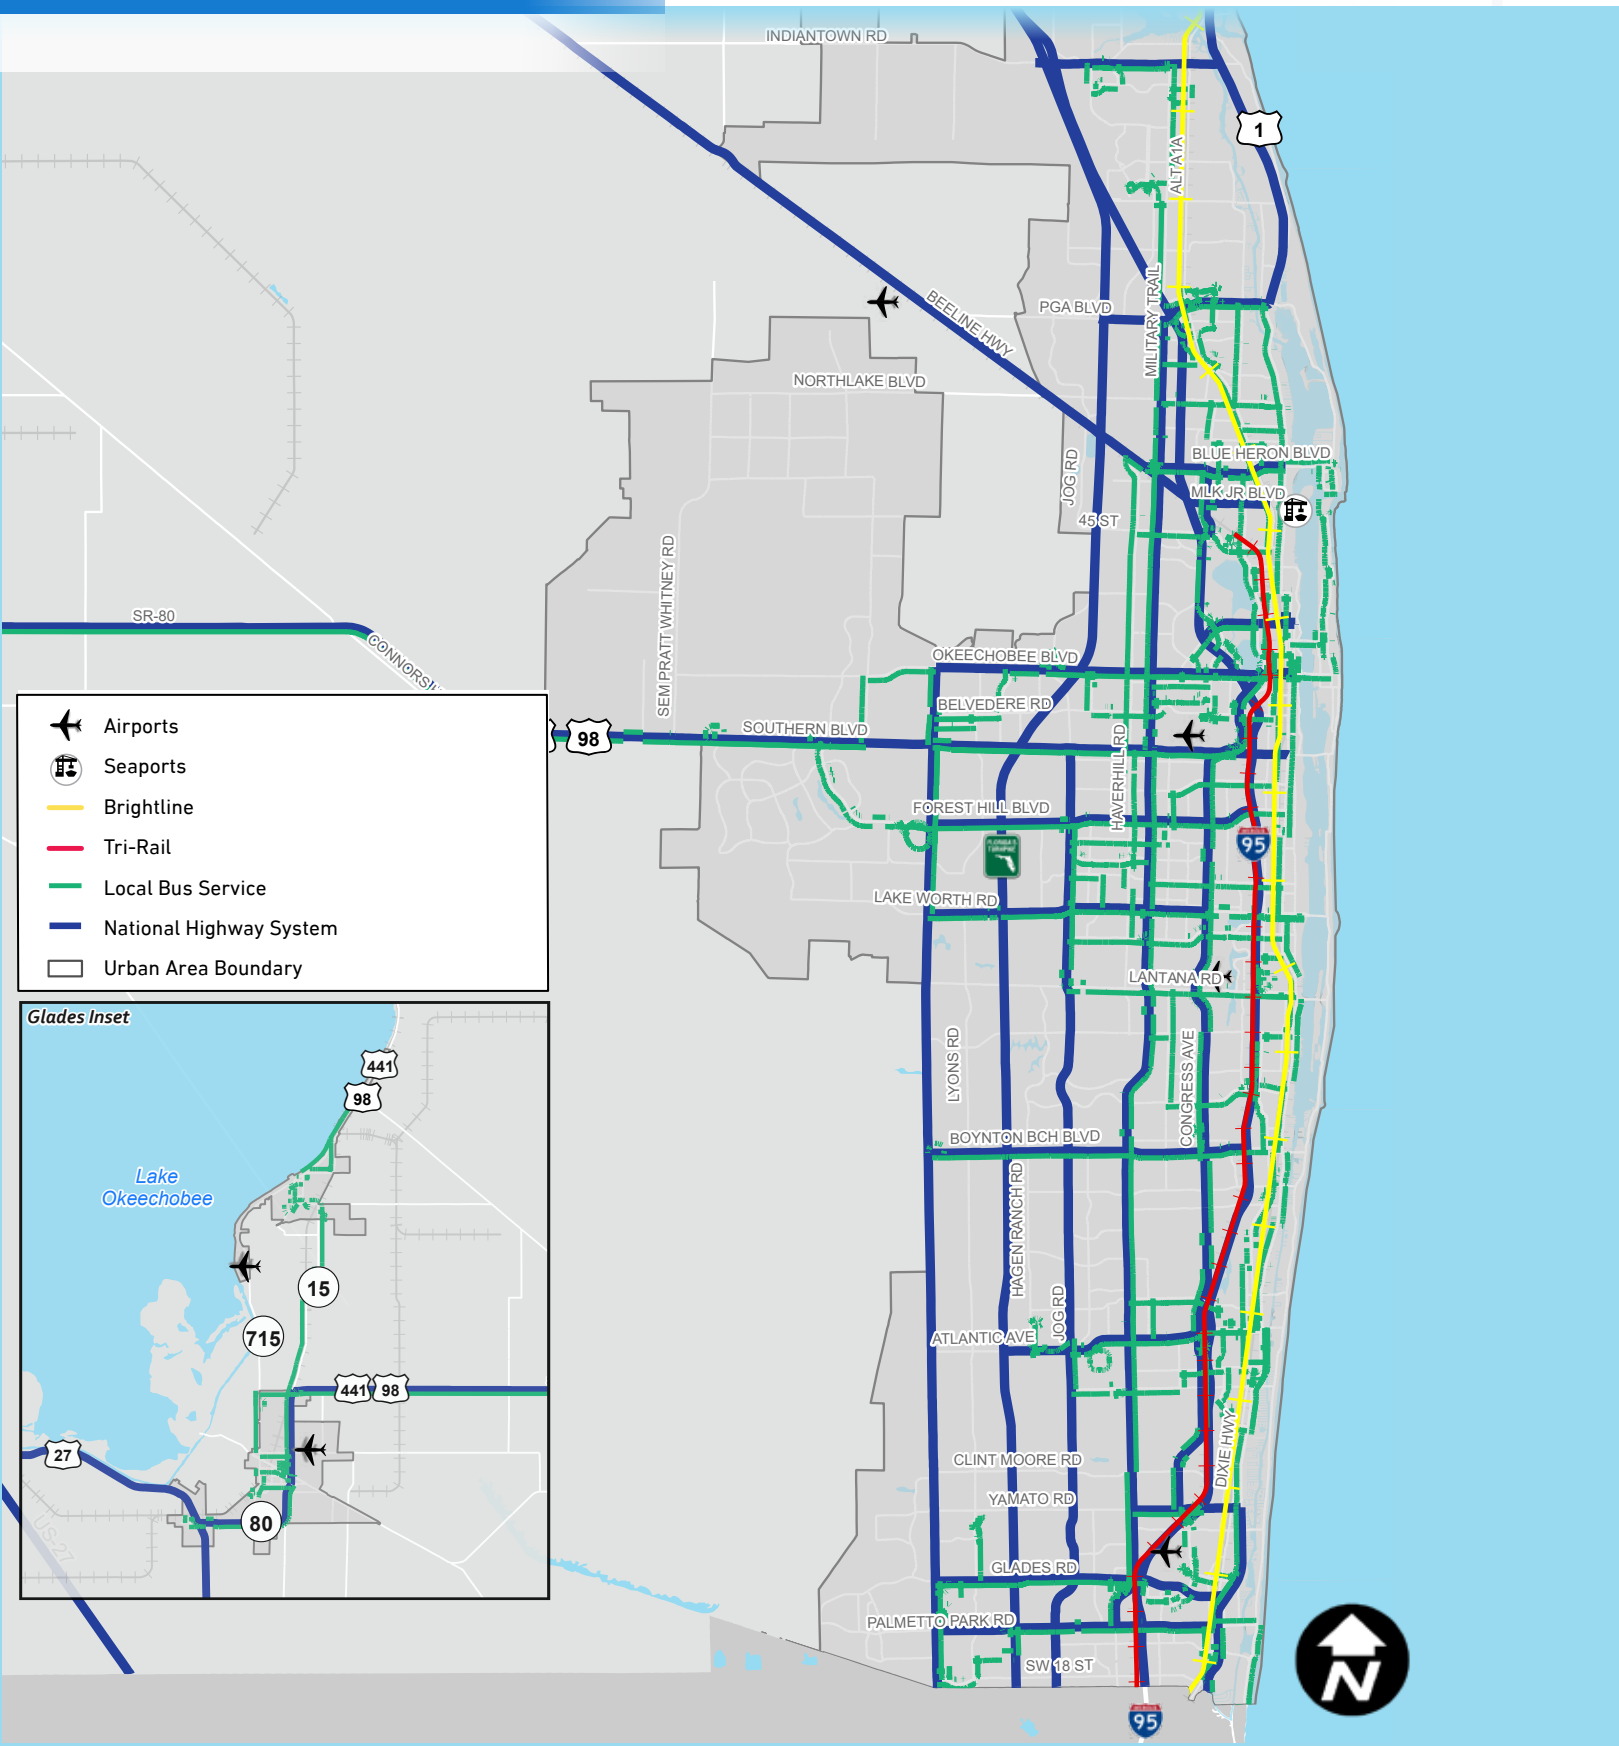 INDIANTOWN RD
1
ALT A1A
MILITARY TRAIL
PGA BLVD
BEELINE HWY
NORTHLAKE BLVD
BLUE HERON BLVD
JOG RD
MLK JR BLVD
45 ST
SEM PRATT WHITNEY RD
SR-80
OKEECHOBEE BLVD
BELVEDERE RD
98
SOUTHERN BLVD
HAVERHILL RD
FOREST HILL BLVD
95
FLORIDA'S
TURNPIKE
LAKE WORTH RD
LANTANA RD
LYONS RD
CONGRESS AVE
BOYNTON BCH BLVD
HAGEN RANCH RD
JOG RD
ATLANTIC AVE
DIXIE HWY
CLINT MOORE RD
YAMATO RD
GLADES RD
PALMETTO PARK RD
SW 18 ST
95
N
Airports
Seaports
Brightline
Tri-Rail
Local Bus Service
National Highway System
Urban Area Boundary
Glades Inset
441
98
Lake
Okeechobee
15
715
441
98
27
80
US-27